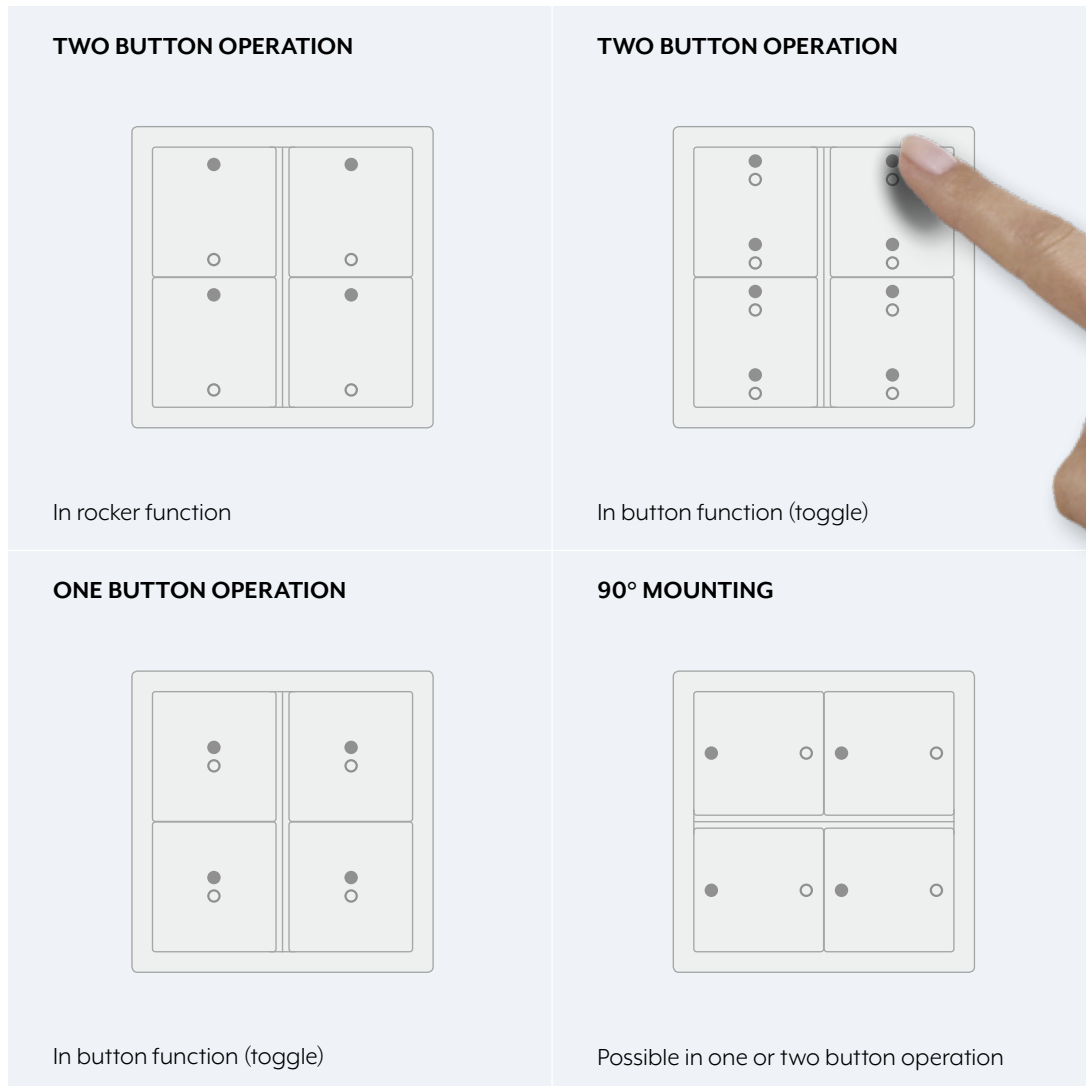 TWO BUTTON OPERATION
TWO BUTTON OPERATION
In rocker function
In button function (toggle)
ONE BUTTON OPERATION
90° MOUNTING
In button function (toggle)
Possible in one or two button operation